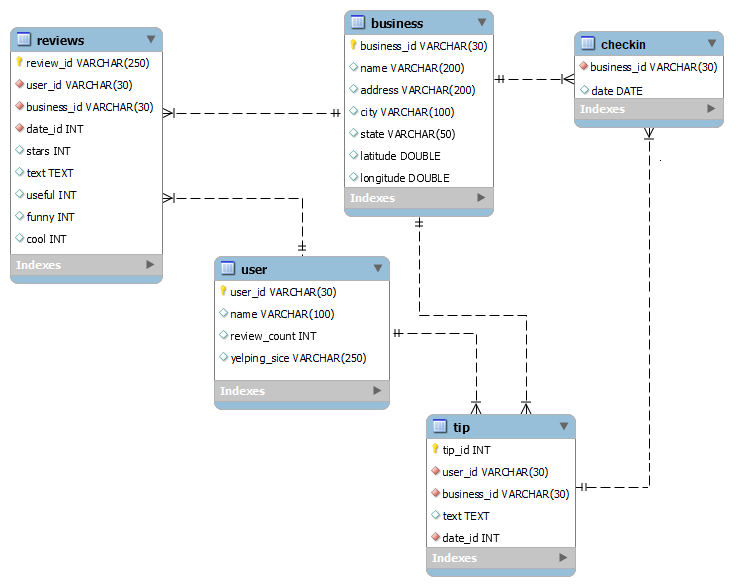 reviews
review_id VARCHAR(250)
user_id VARCHAR(30)
business_id VARCHAR(30)
date_id INT
stars INT
text TEXT
useful INT
funny INT
cool INT
Indexes
business
business_id VARCHAR(30)
name VARCHAR(200)
address VARCHAR(200)
city VARCHAR(100)
state VARCHAR(50)
latitude DOUBLE
longitude DOUBLE
Indexes
checkin
business_id VARCHAR(30)
date DATE
Indexes
user
user_id VARCHAR(30)
name VARCHAR(100)
review_count INT
yelping_sice VARCHAR(250)
Indexes
tip
tip_id INT
user_id VARCHAR(30)
business_id VARCHAR(30)
text TEXT
date_id INT
Indexes